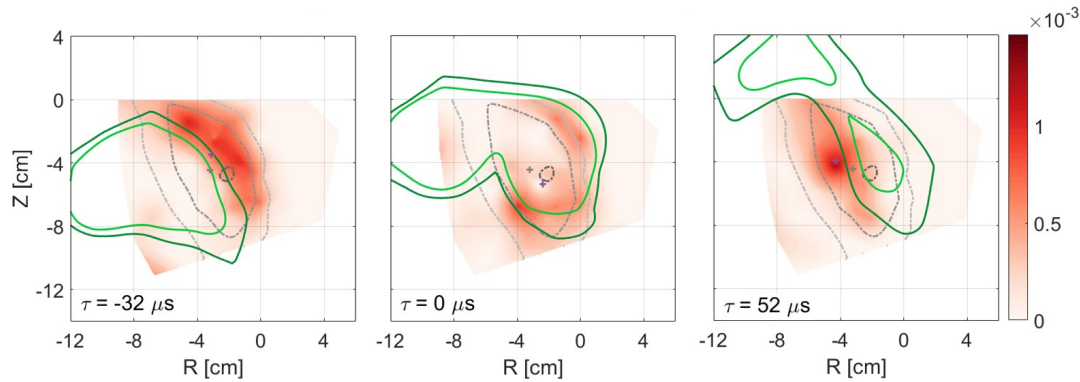 ×10⁻³
4
0
-4
-8
-12
Z [cm]
τ = -32 μs
τ = 0 μs
τ = 52 μs
1
0.5
0
-12 -8 -4 0 4
-12 -8 -4 0 4
-12 -8 -4 0 4
R [cm]
R [cm]
R [cm]